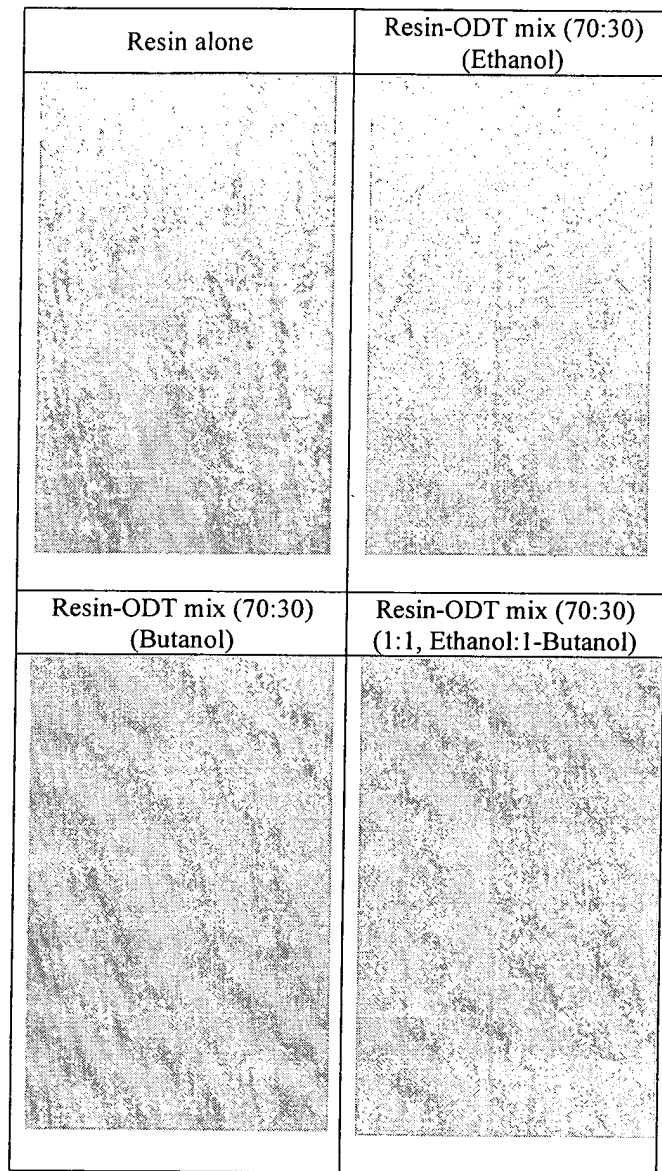 Resin alone
Resin-ODT mix (70:30)
(Ethanol)
Resin-ODT mix (70:30)
(Butanol)
Resin-ODT mix (70:30)
(1:1, Ethanol:1-Butanol)